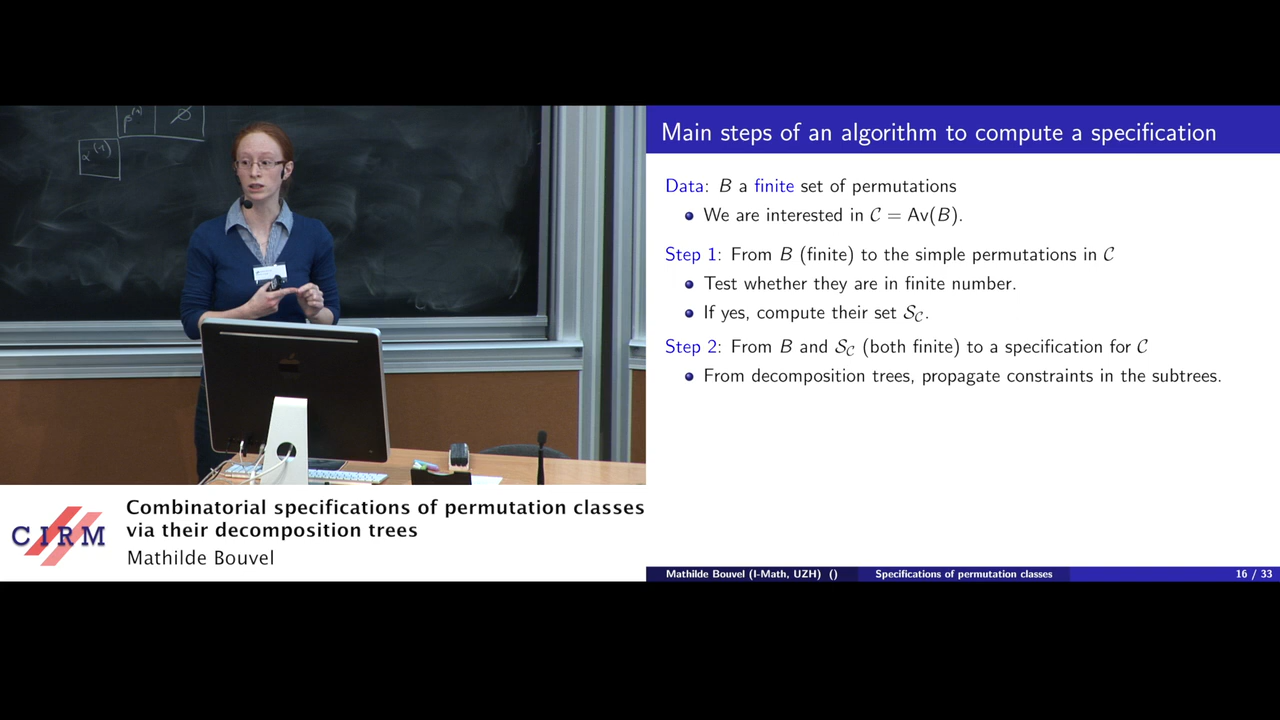 Main steps of an algorithm to compute a specification
Data: B a finite set of permutations
We are interested in 𝒞 = Av(B).
Step 1: From B (finite) to the simple permutations in 𝒞
Test whether they are in finite number.
If yes, compute their set 𝒮𝒞.
Step 2: From B and 𝒮𝒞 (both finite) to a specification for 𝒞
From decomposition trees, propagate constraints in the subtrees.
CIRM
Combinatorial specifications of permutation classes
via their decomposition trees
Mathilde Bouvel
Mathilde Bouvel (I-Math, UZH) () Specifications of permutation classes 16 / 33